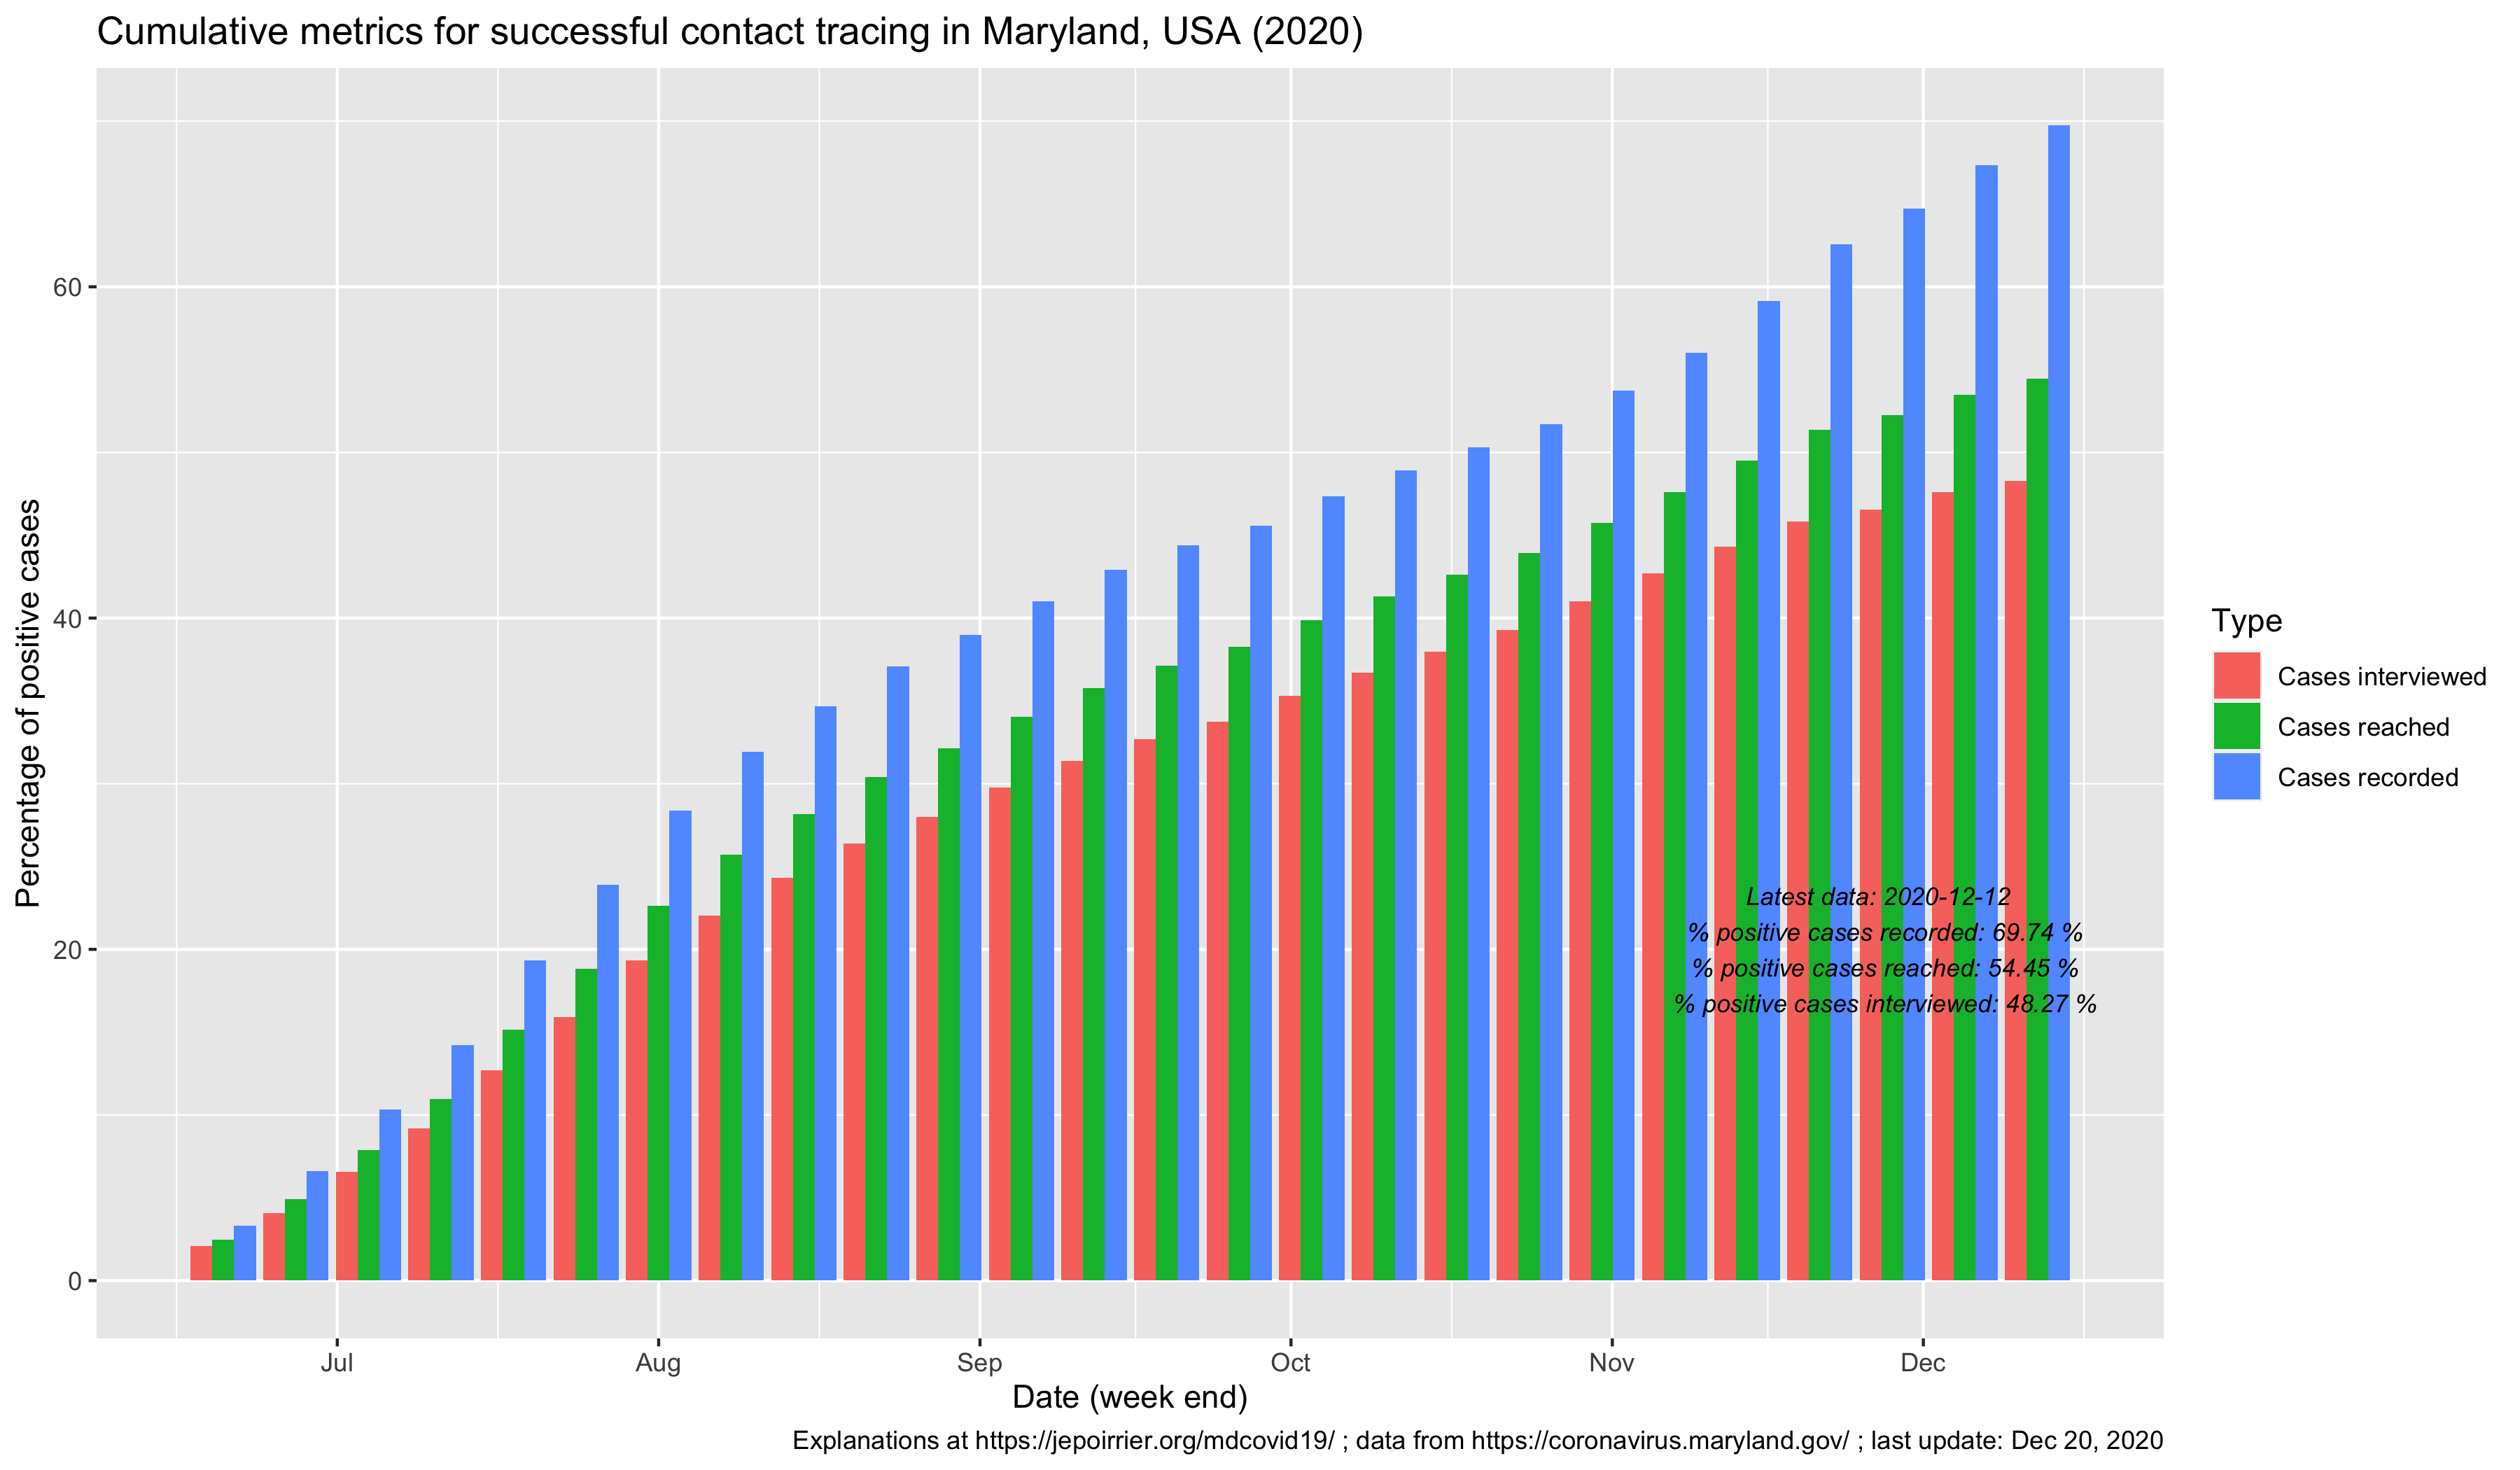 Cumulative metrics for successful contact tracing in Maryland, USA (2020)
Percentage of positive cases
60
40
20
0
Jul Aug Sep Oct Nov Dec
Date (week end)
Type
Cases interviewed
Cases reached
Cases recorded
Latest data: 2020-12-12
% positive cases recorded: 69.74 %
% positive cases reached: 54.45 %
% positive cases interviewed: 48.27 %
Explanations at https://jepoirrier.org/mdcovid19/ ; data from https://coronavirus.maryland.gov/ ; last update: Dec 20, 2020